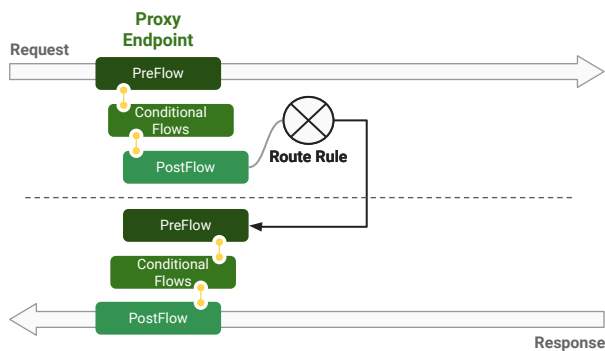 Proxy
Endpoint
Request
PreFlow
Conditional
Flows
PostFlow
Route Rule
PreFlow
Conditional
Flows
PostFlow
Response